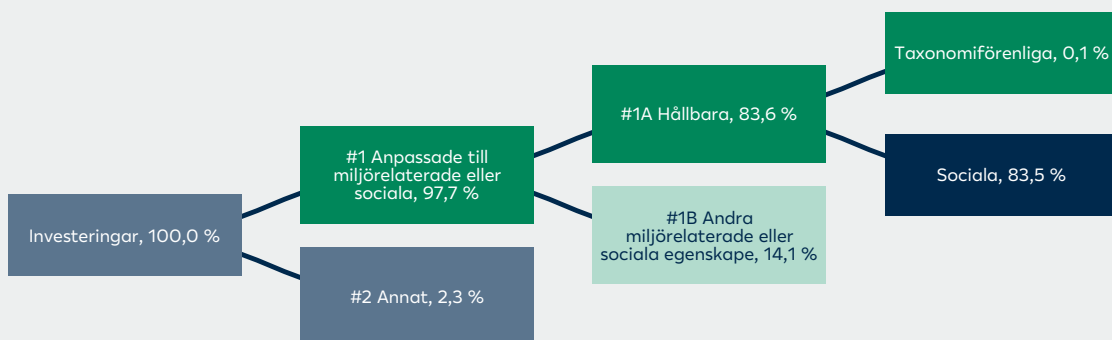 Investeringar, 100,0 %
#1 Anpassade till
miljörelaterade eller
sociala, 97,7 %
#2 Annat, 2,3 %
#1A Hållbara, 83,6 %
#1B Andra
miljörelaterade eller
sociala egenskape, 14,1 %
Taxonomiförenliga, 0,1 %
Sociala, 83,5 %